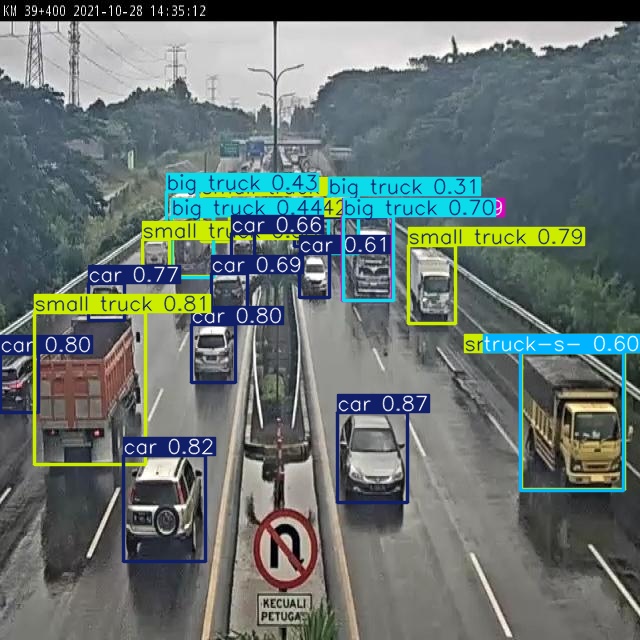 KM 39+400 2021-10-28 14:35:12
big truck 0.43
big truck 0.31
big truck 0.44
big truck 0.70
car 0.66
small truck
car 0.61
small truck 0.79
car 0.77
car 0.69
small truck 0.81
car 0.80
car 0.80
truck-s- 0.60
car 0.87
car 0.82
KECUALI
PETUGAS